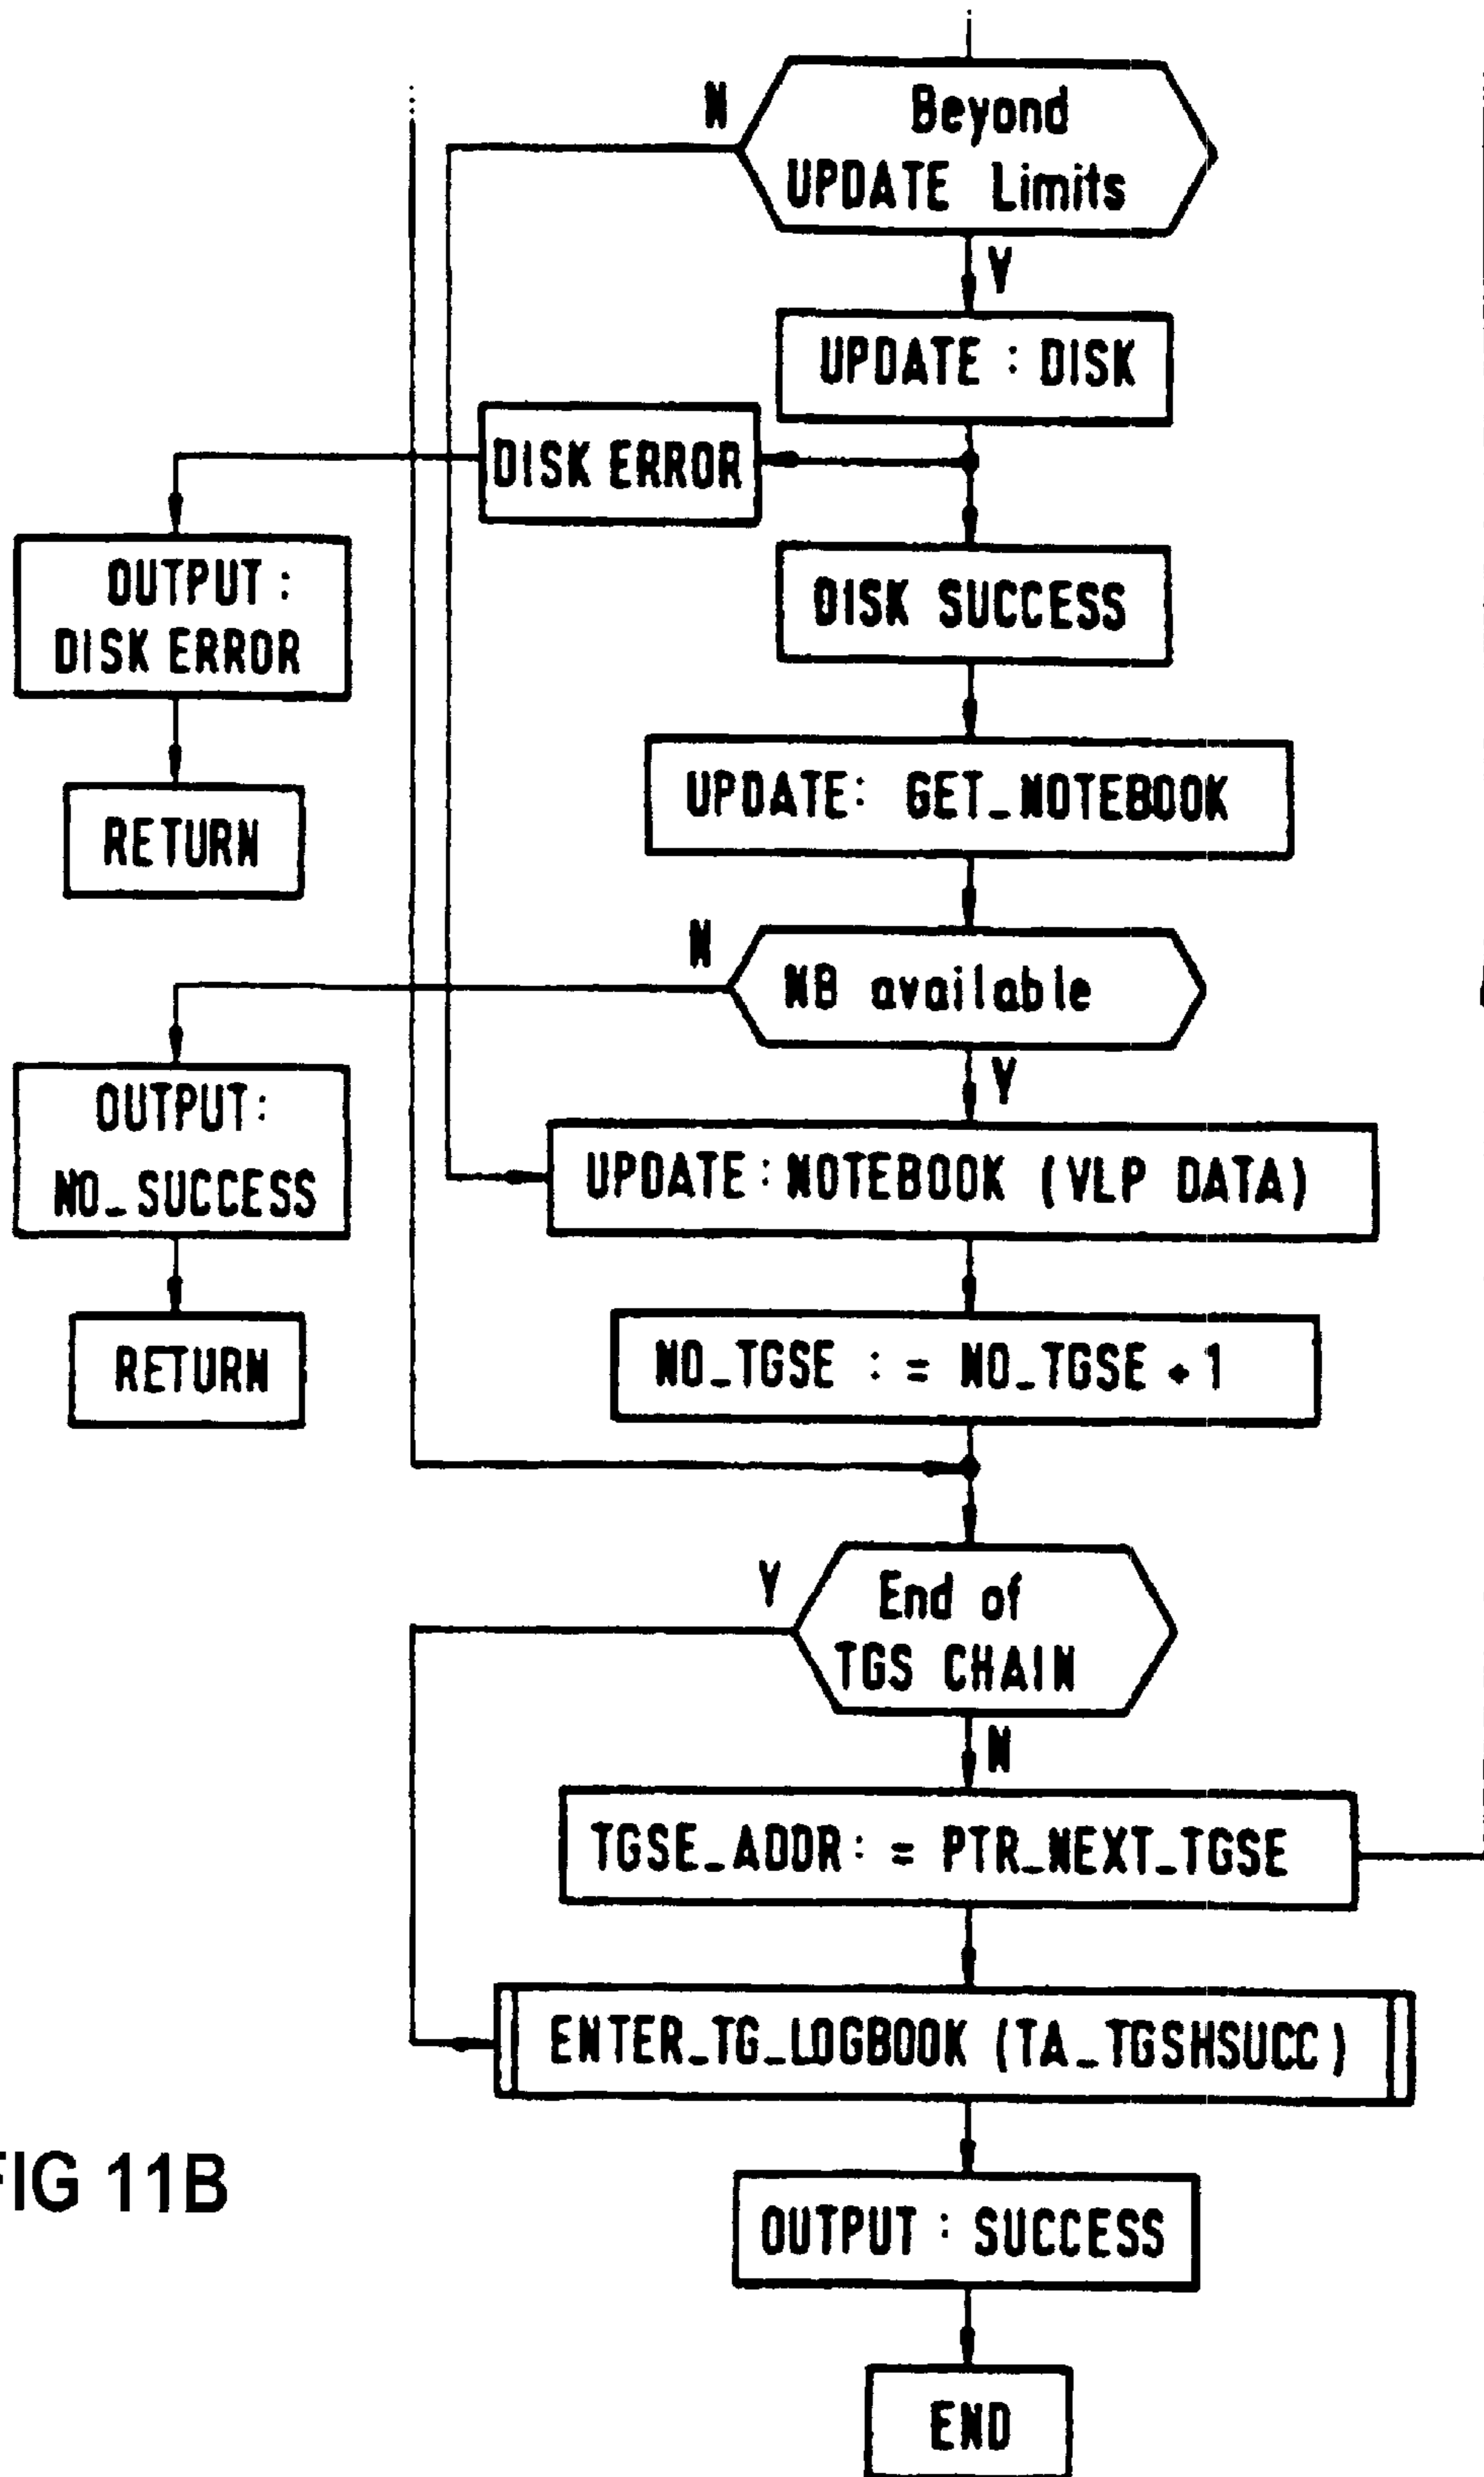 Beyond
UPDATE Limits
N
Y
UPDATE : DISK
DISK ERROR
OUTPUT :
DISK ERROR
RETURN
DISK SUCCESS
UPDATE: GET_NOTEBOOK
NB available
N
Y
OUTPUT:
NO_SUCCESS
RETURN
UPDATE : NOTEBOOK (VLP DATA)
NO_TGSE : = NO_TGSE + 1
End of
TGS CHAIN
Y
N
TGSE_ADDR: = PTR_NEXT_TGSE
ENTER_TG_LOGBOOK (TA_TGSHSUCC)
OUTPUT : SUCCESS
END
FIG 11B